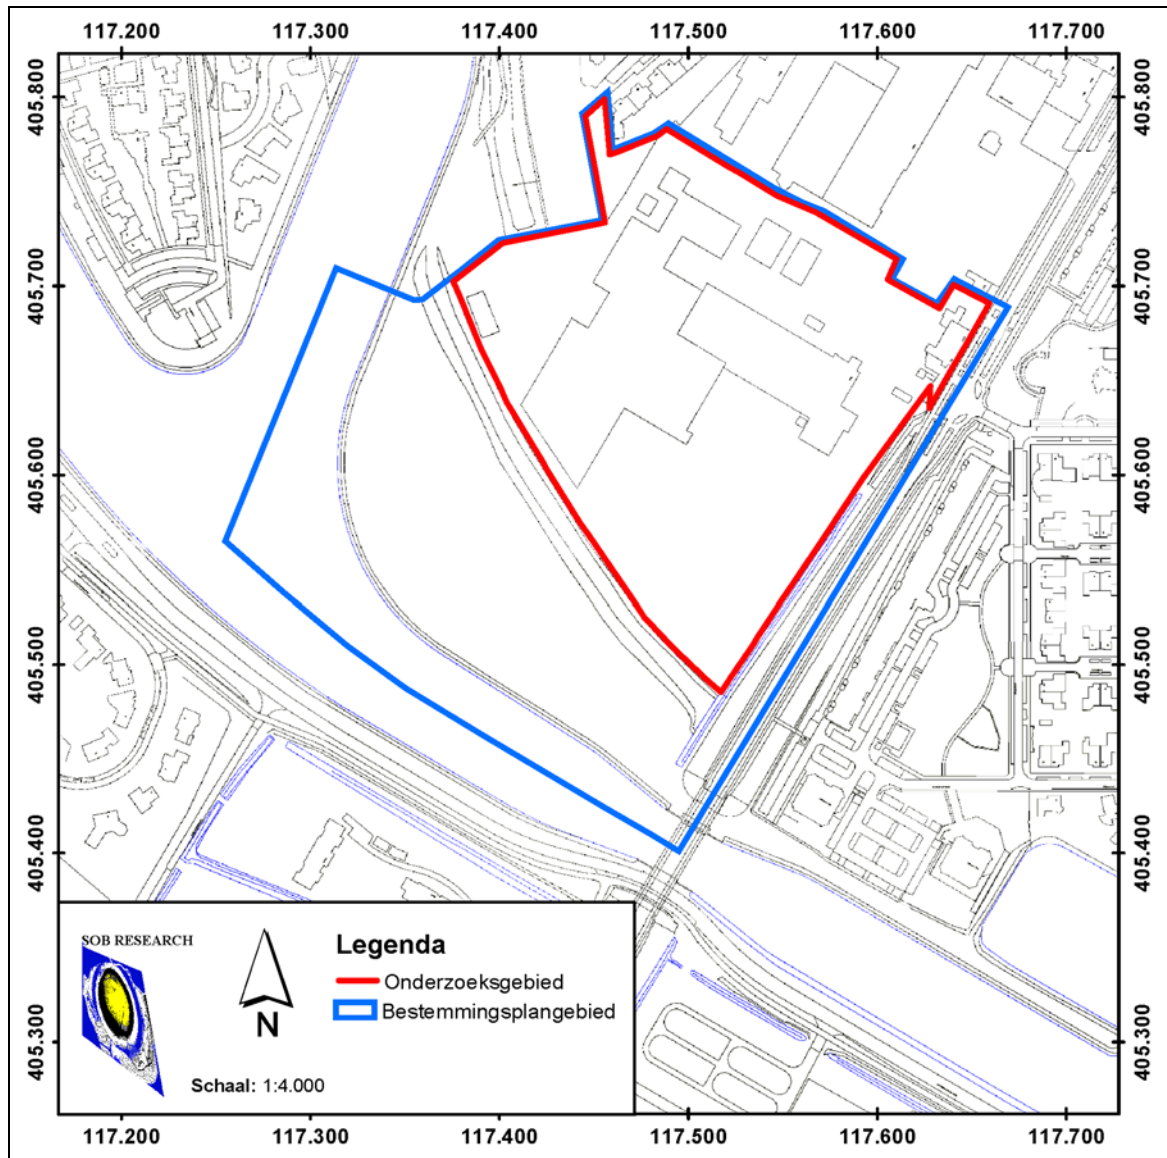 117.200 117.300 117.400 117.500 117.600 117.700
405.800 405.800
405.700 405.700
405.600 405.600
405.500 405.500
405.400 405.400
405.300 405.300
SOB RESEARCH
N
Schaal: 1:4.000
Legenda
Onderzoeksgebied
Bestemmingsplangebied
117.200 117.300 117.400 117.500 117.600 117.700